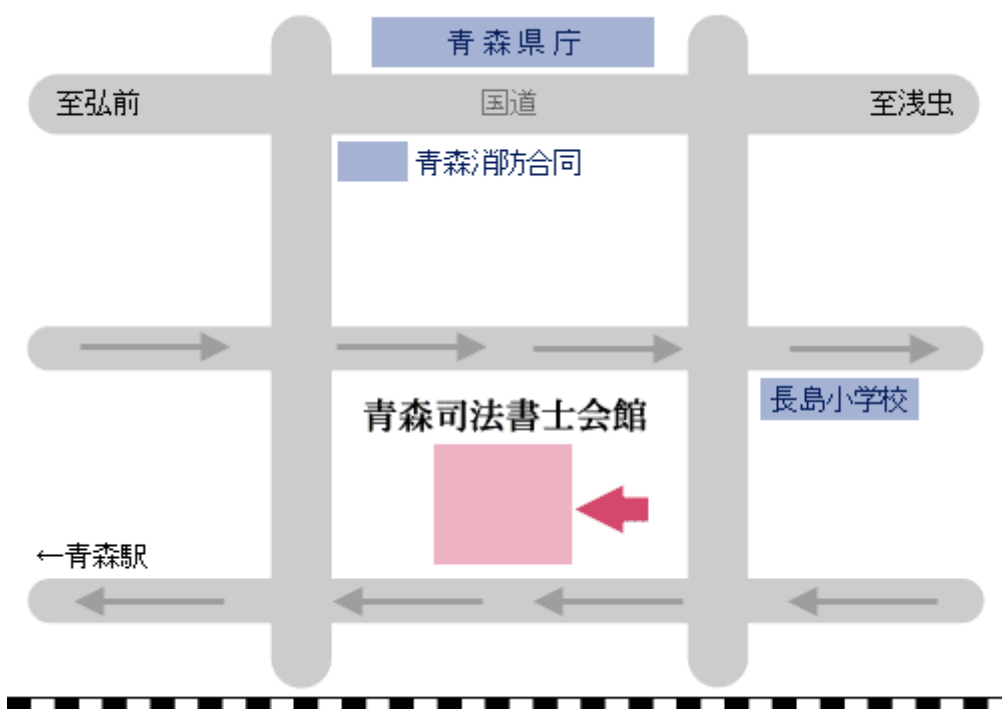 青森県庁
至弘前
国道
至浅虫
青森消防合同
長島小学校
青森司法書士会館
←青森駅